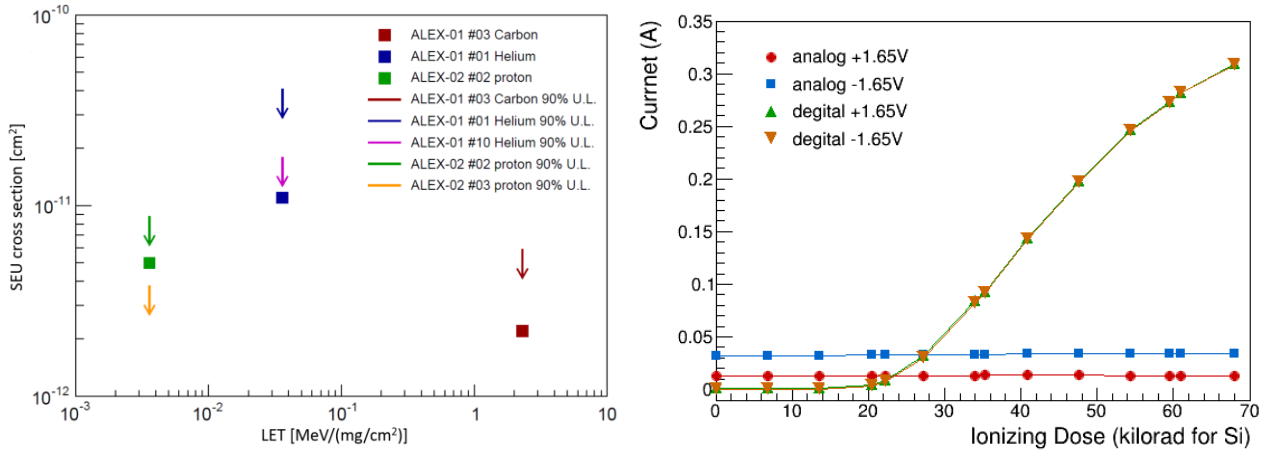 10⁻¹⁰
10⁻¹¹
10⁻¹²
SEU cross section [cm²]
ALEX-01 #03 Carbon
ALEX-01 #01 Helium
ALEX-02 #02 proton
ALEX-01 #03 Carbon 90% U.L.
ALEX-01 #01 Helium 90% U.L.
ALEX-01 #10 Helium 90% U.L.
ALEX-02 #02 proton 90% U.L.
ALEX-02 #03 proton 90% U.L.
10⁻³ 10⁻² 10⁻¹ 1 10
LET [MeV/(mg/cm²)]
Currnet (A)
0.35
0.3
0.25
0.2
0.15
0.1
0.05
0
analog +1.65V
analog -1.65V
degital +1.65V
degital -1.65V
0 10 20 30 40 50 60 70
Ionizing Dose (kilorad for Si)